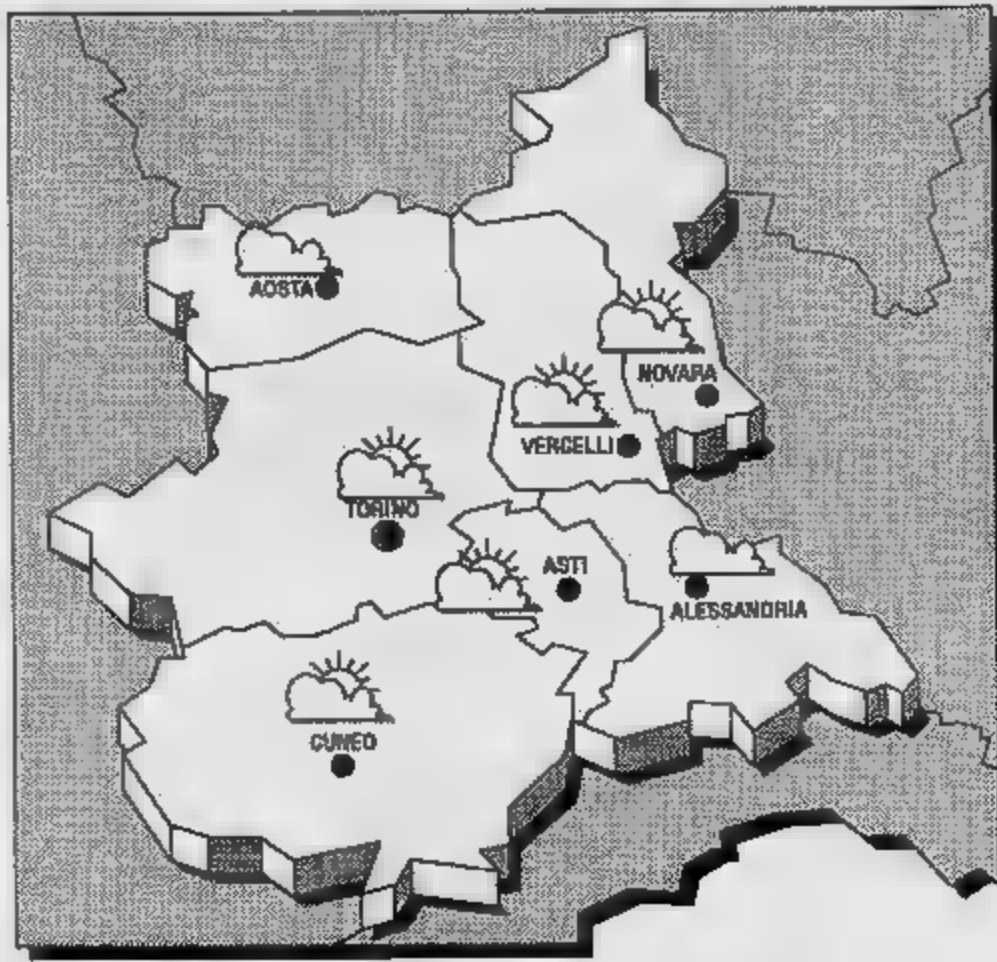 AOSTA
NOVARA
VERCELLI
TORINO
ASTI
ALESSANDRIA
CUNEO